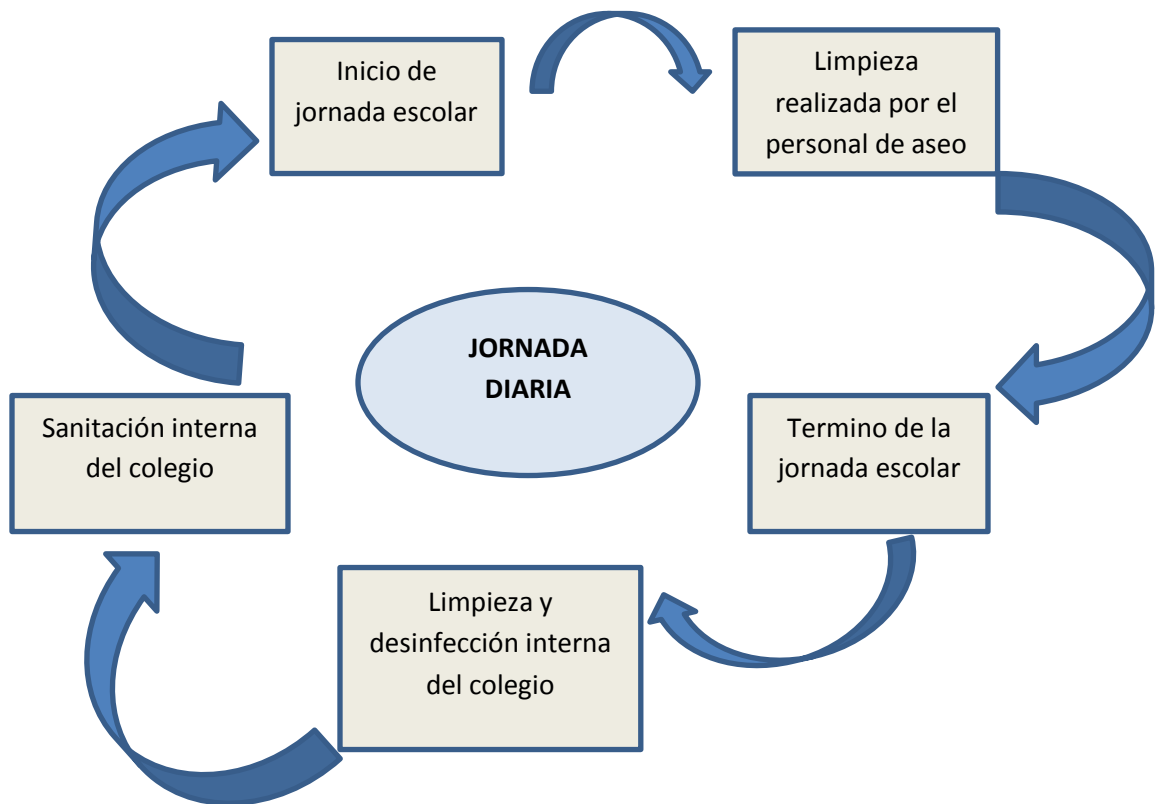 Inicio de
jornada escolar
Limpieza
realizada por el
personal de aseo
JORNADA
DIARIA
Sanitación interna
del colegio
Termino de la
jornada escolar
Limpieza y
desinfección interna
del colegio